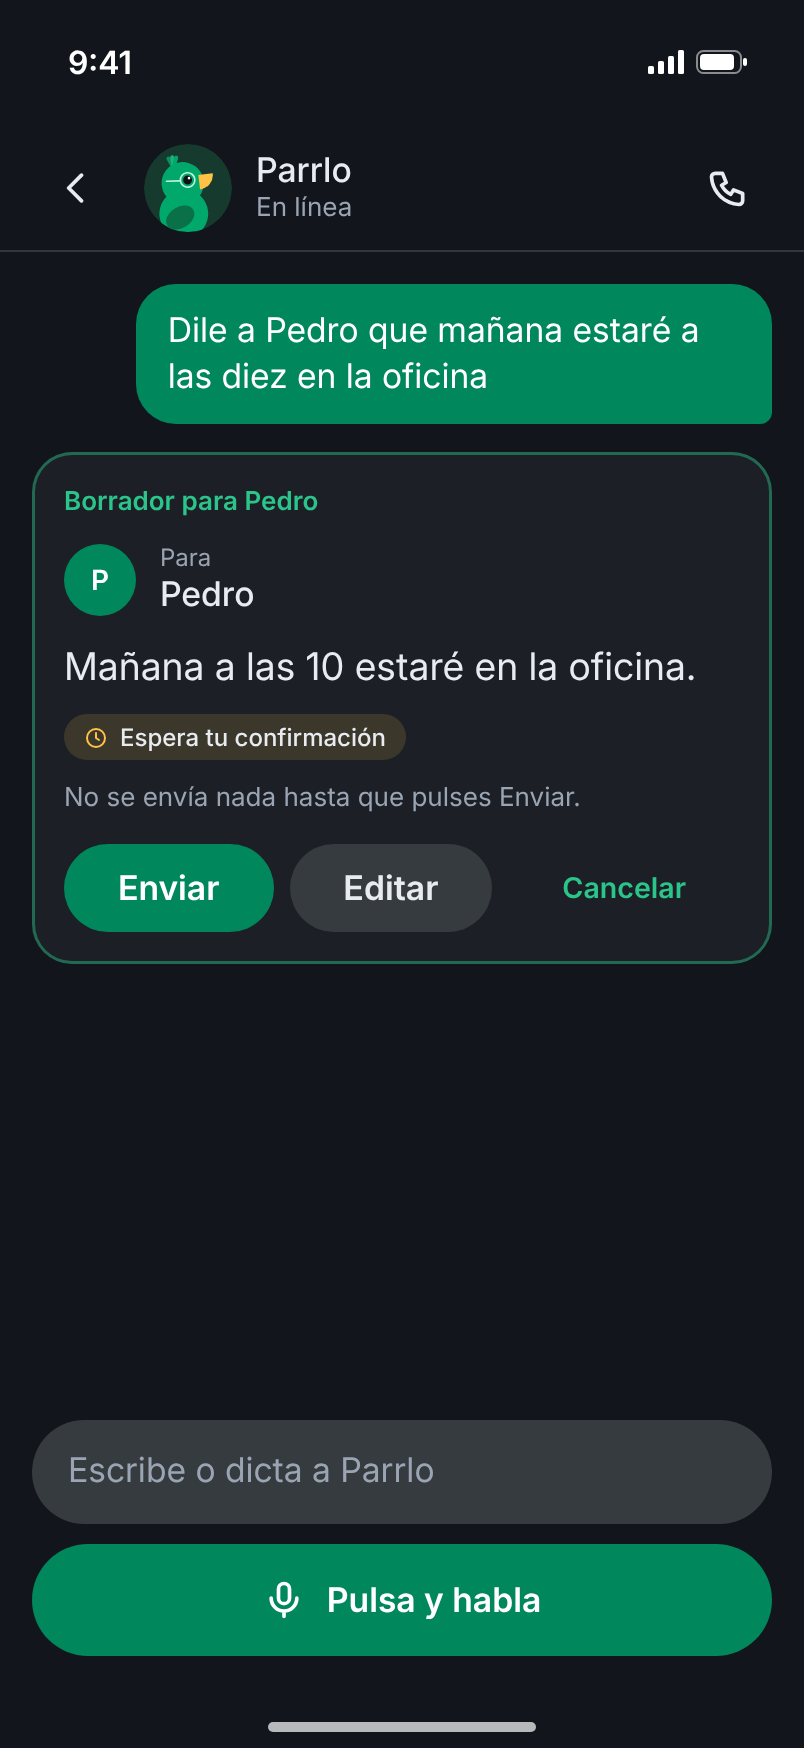 9:41
Parrlo
En línea
Dile a Pedro que mañana estaré a
las diez en la oficina
Borrador para Pedro
P
Para
Pedro
Mañana a las 10 estaré en la oficina.
Espera tu confirmación
No se envía nada hasta que pulses Enviar.
Enviar
Editar
Cancelar
Escribe o dicta a Parrlo
Pulsa y habla